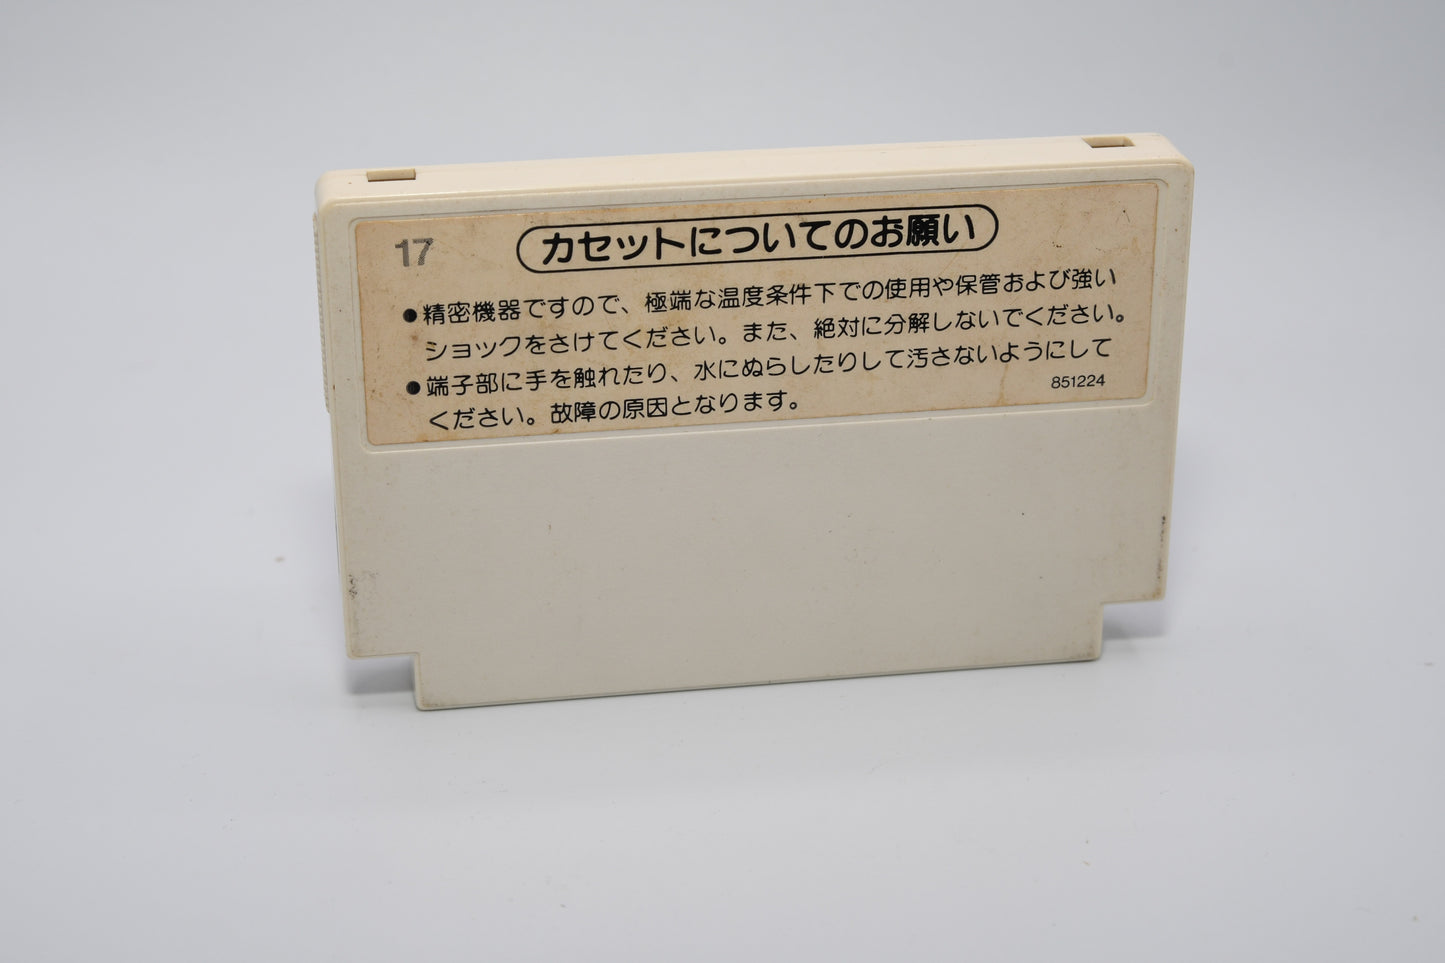 17
カセットについてのお願い
●精密機器ですので、極端な温度条件下での使用や保管および強い
ショックをさけてください。また、絶対に分解しないでください。
●端子部に手を触れたり、水にぬらしたりして汚さないようにして
ください。故障の原因となります。
851224